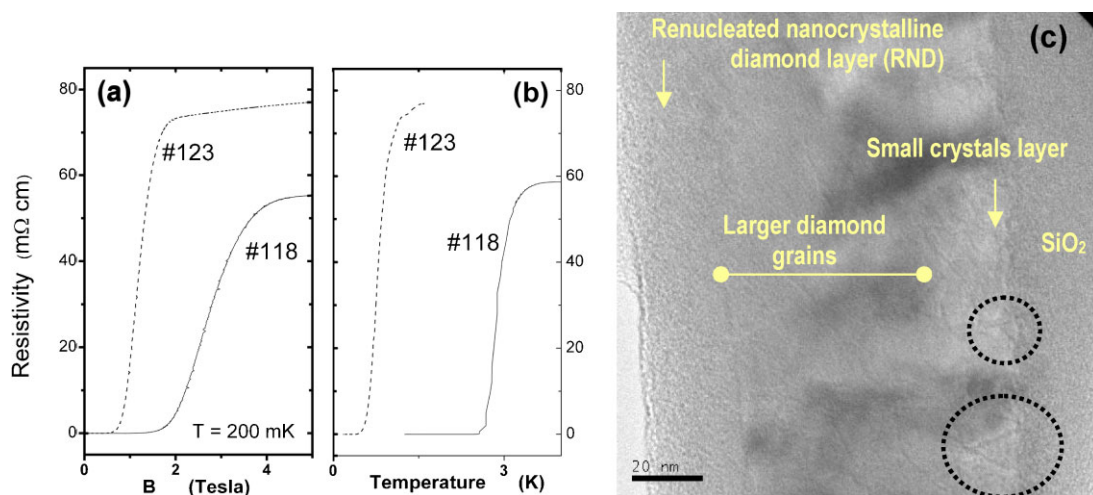 (a)
80
60
40
20
0
Resistivity (mΩ cm)
#123
#118
T = 200 mK
0 2 4
B (Tesla)
(b)
80
60
40
20
0
#123
#118
0 3
Temperature (K)
(c)
Renucleated nanocrystalline
diamond layer (RND)
Small crystals layer
Larger diamond
grains
SiO₂
20 nm